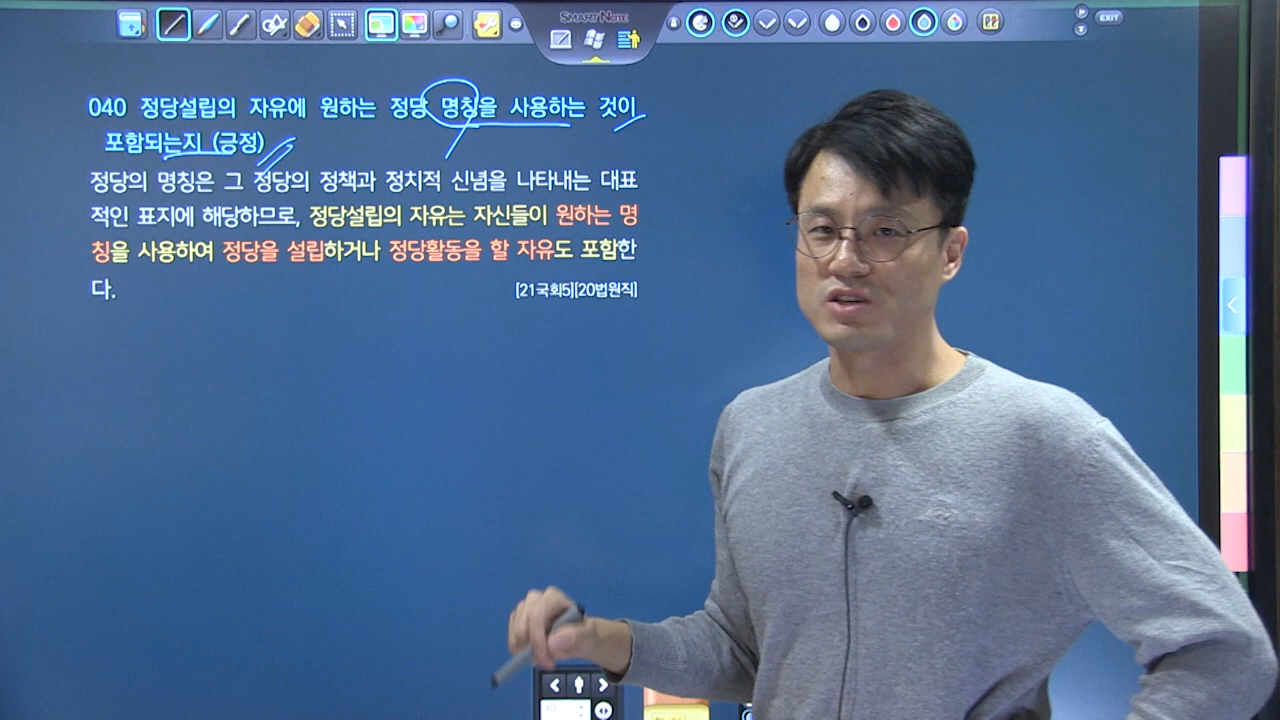 SMART NOTE
EXIT
040 정당설립의 자유에 원하는 정당 명칭을 사용하는 것이
포함되는지 (긍정)
정당의 명칭은 그 정당의 정책과 정치적 신념을 나타내는 대표
적인 표지에 해당하므로, 정당설립의 자유는 자신들이 원하는 명
칭을 사용하여 정당을 설립하거나 정당활동을 할 자유도 포함한
다.
[21국회5][20법원직]
40